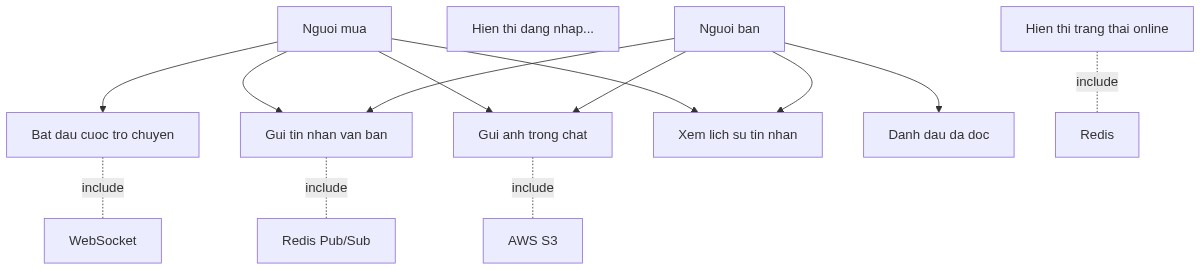 Nguoi mua
Hien thi dang nhap...
Nguoi ban
Hien thi trang thai online
include
Bat dau cuoc tro chuyen
Gui tin nhan van ban
Gui anh trong chat
Xem lich su tin nhan
Danh dau da doc
Redis
include
include
include
WebSocket
Redis Pub/Sub
AWS S3